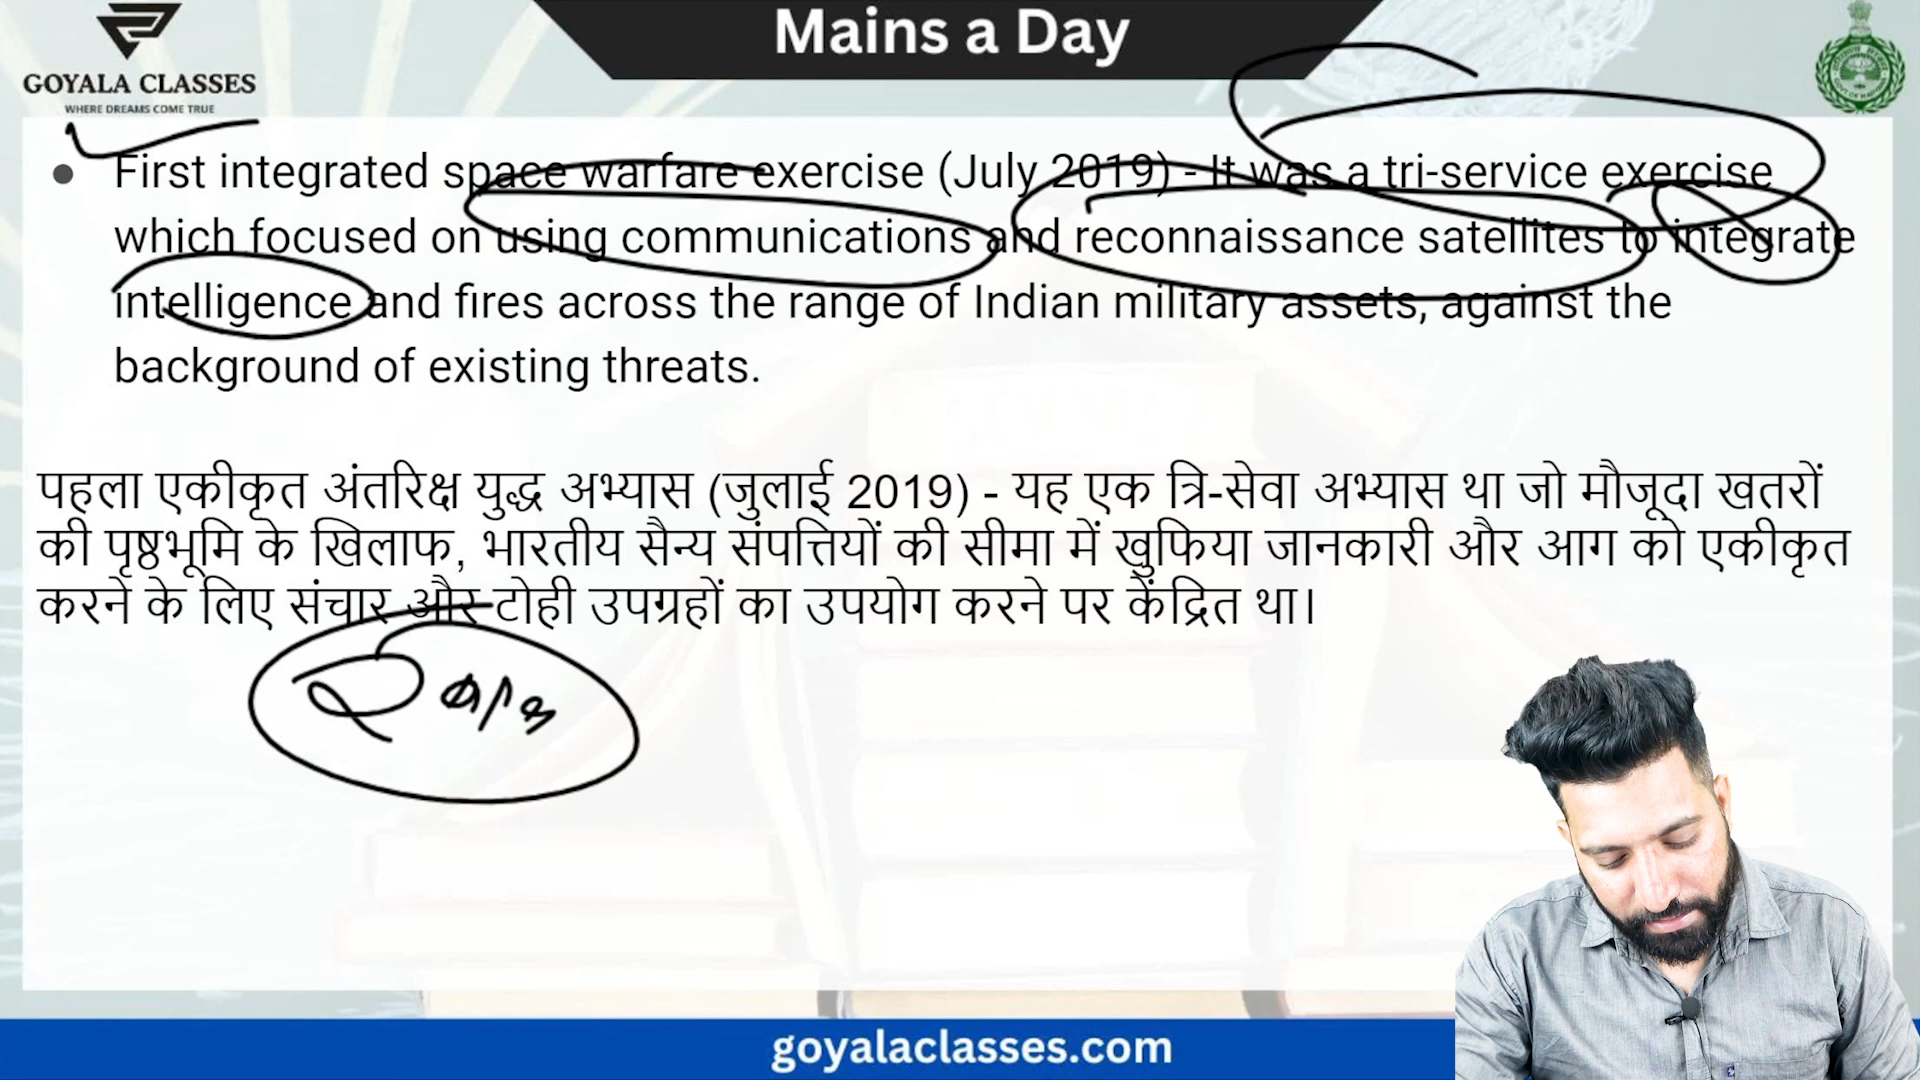 GOYALA CLASSES
WHERE DREAMS COME TRUE
Mains a Day
● First integrated space warfare exercise (July 2019) - It was a tri-service exercise
which focused on using communications and reconnaissance satellites to integrate
intelligence and fires across the range of Indian military assets, against the
background of existing threats.
पहला एकीकृत अंतरिक्ष युद्ध अभ्यास (जुलाई 2019) - यह एक त्रि-सेवा अभ्यास था जो मौजूदा खतरों
की पृष्ठभूमि के खिलाफ, भारतीय सैन्य संपत्तियों की सीमा में खुफिया जानकारी और आग को एकीकृत
करने के लिए संचार और टोही उपग्रहों का उपयोग करने पर केंद्रित था।
goyalaclasses.com